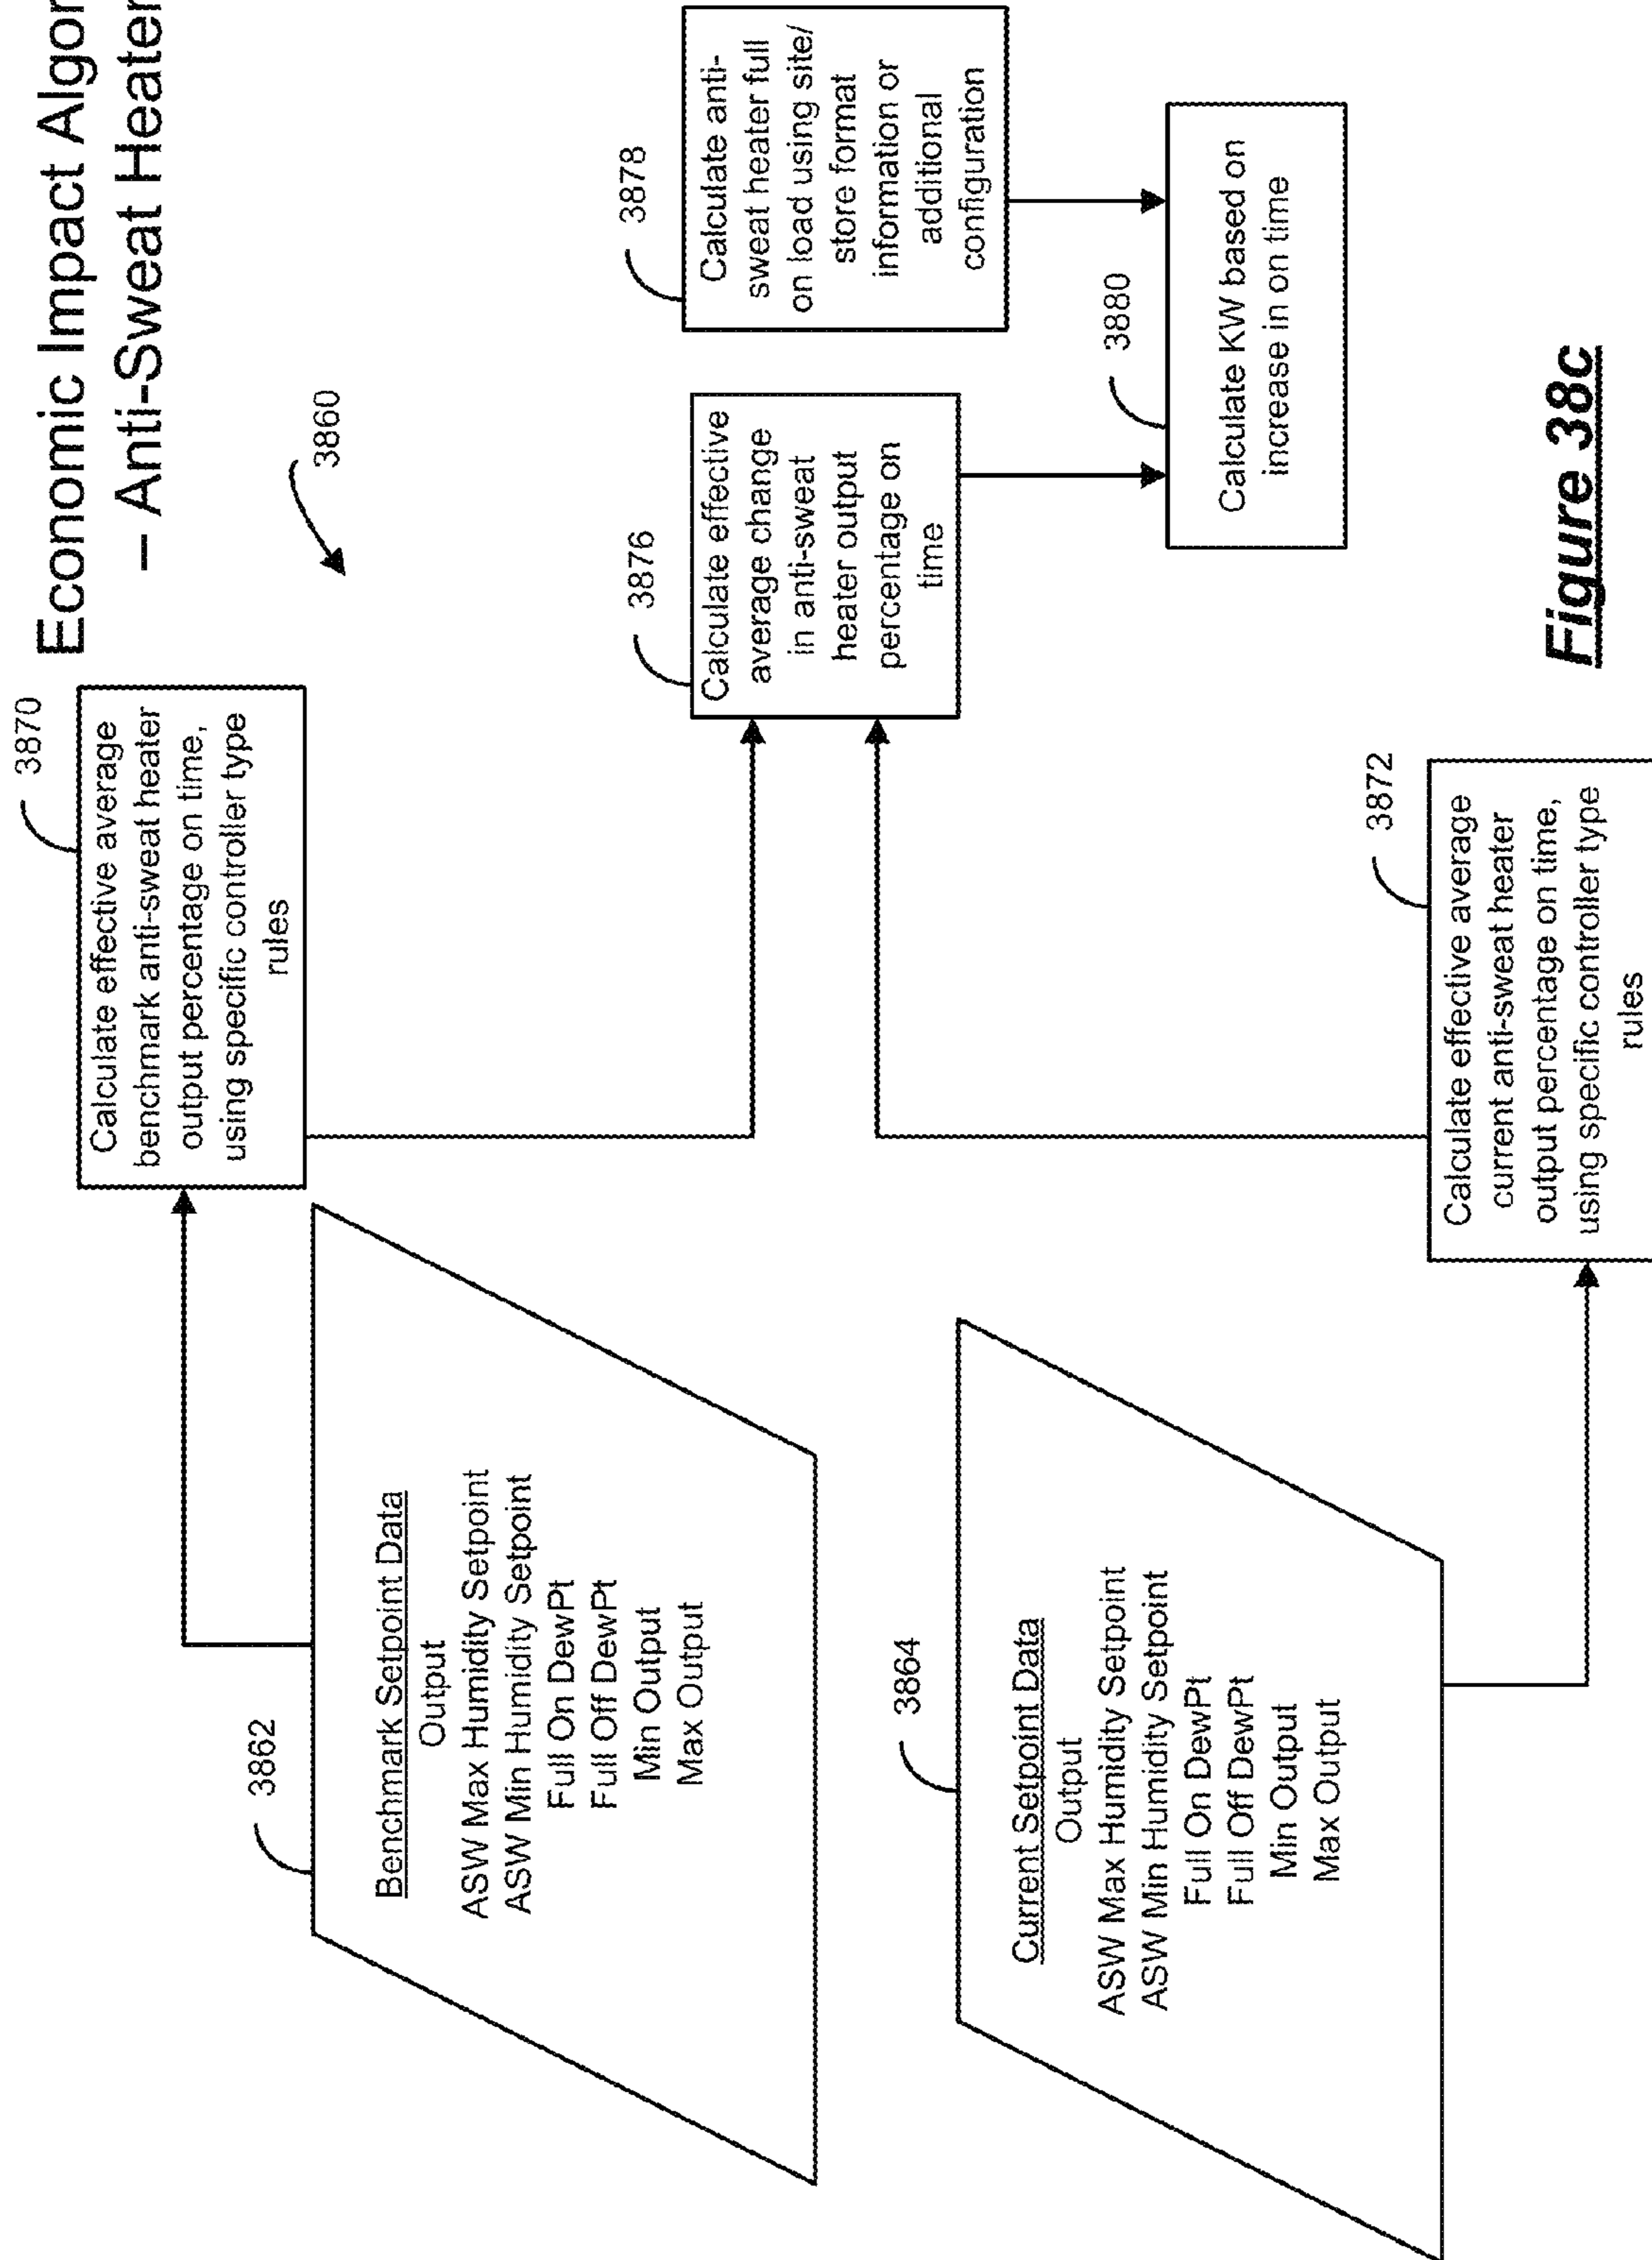 Economic Impact Algor
– Anti-Sweat Heater
3860
3862
Benchmark Setpoint Data
Output
ASW Max Humidity Setpoint
ASW Min Humidity Setpoint
Full On DewPt
Full Off DewPt
Min Output
Max Output
3870
Calculate effective average
benchmark anti-sweat heater
output percentage on time,
using specific controller type
rules
3864
Current Setpoint Data
Output
ASW Max Humidity Setpoint
ASW Min Humidity Setpoint
Full On DewPt
Full Off DewPt
Min Output
Max Output
3872
Calculate effective average
current anti-sweat heater
output percentage on time,
using specific controller type
rules
3876
Calculate effective
average change
in anti-sweat
heater output
percentage on
time
3878
Calculate anti-
sweat heater full
on load using site/
store format
information or
additional
configuration
3880
Calculate KW based on
increase in on time
Figure 38c